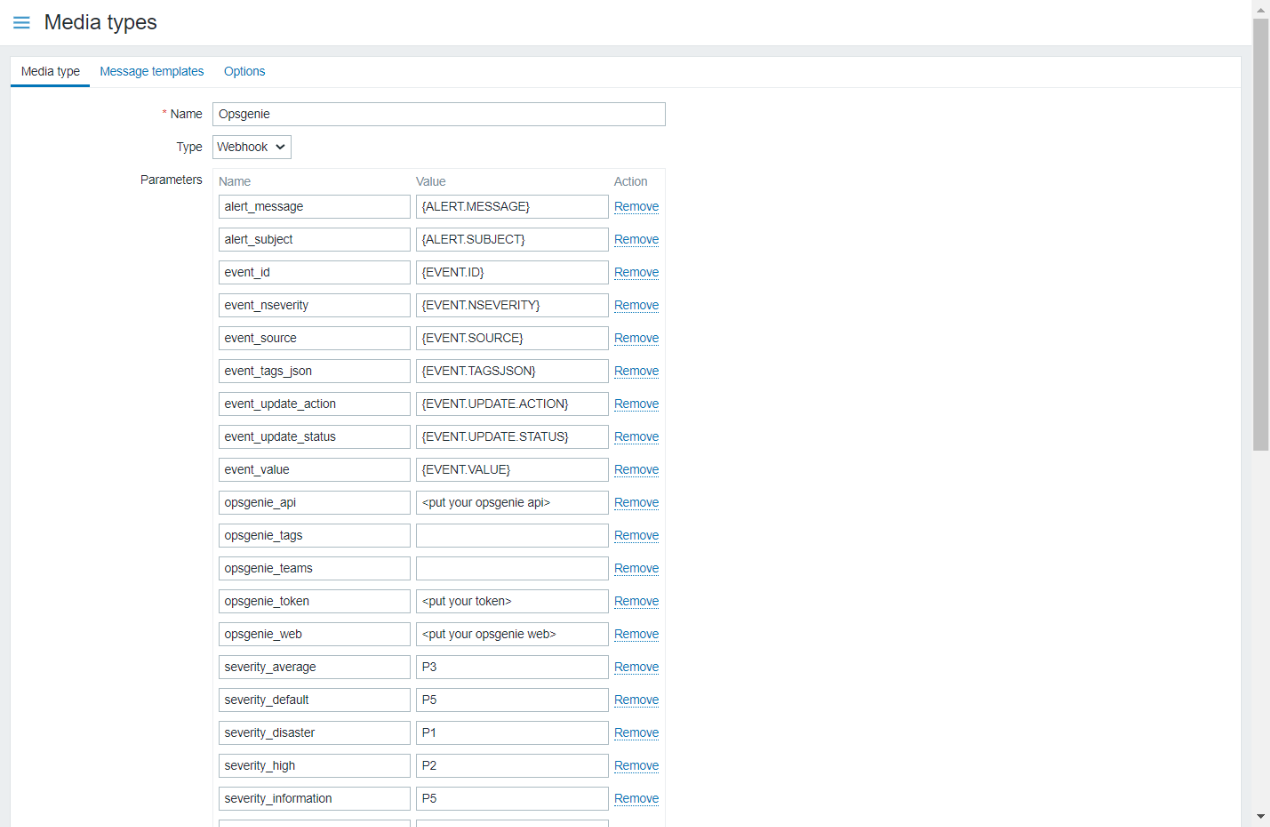 Media types
Media type Message templates Options
* Name Opsgenie
Type Webhook
Parameters Name Value Action
alert_message {ALERT.MESSAGE} Remove
alert_subject {ALERT.SUBJECT} Remove
event_id {EVENT.ID} Remove
event_nseverity {EVENT.NSEVERITY} Remove
event_source {EVENT.SOURCE} Remove
event_tags_json {EVENT.TAGSJSON} Remove
event_update_action {EVENT.UPDATE.ACTION} Remove
event_update_status {EVENT.UPDATE.STATUS} Remove
event_value {EVENT.VALUE} Remove
opsgenie_api <put your opsgenie api> Remove
opsgenie_tags Remove
opsgenie_teams Remove
opsgenie_token <put your token> Remove
opsgenie_web <put your opsgenie web> Remove
severity_average P3 Remove
severity_default P5 Remove
severity_disaster P1 Remove
severity_high P2 Remove
severity_information P5 Remove